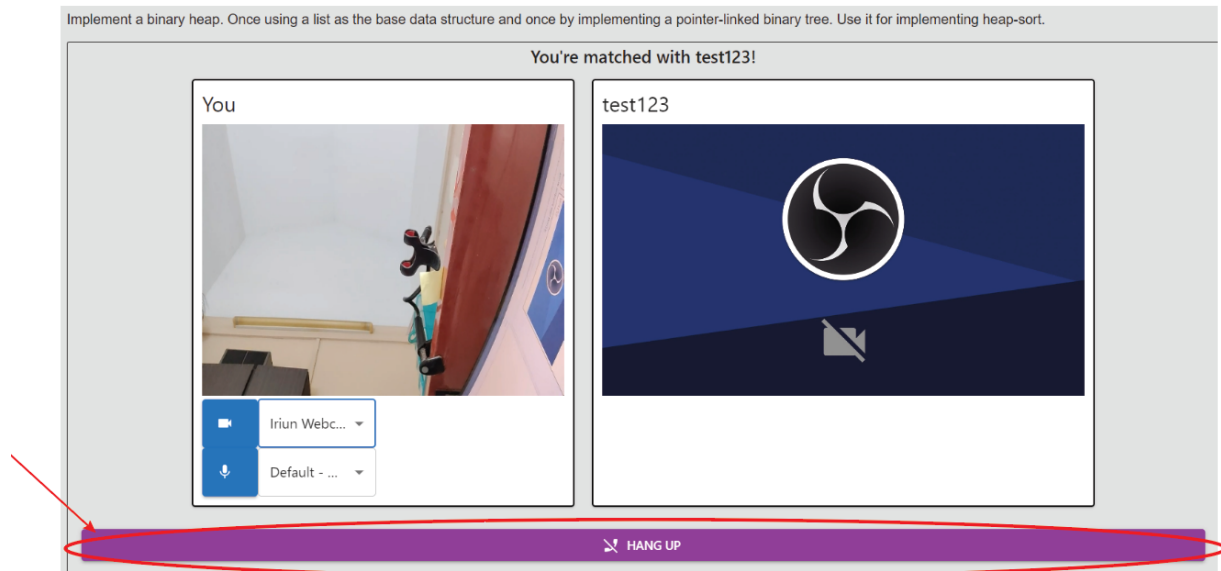 Implement a binary heap. Once using a list as the base data structure and once by implementing a pointer-linked binary tree. Use it for implementing heap-sort.
You're matched with test123!
You
test123
Iriun Webc...
Default - ...
HANG UP